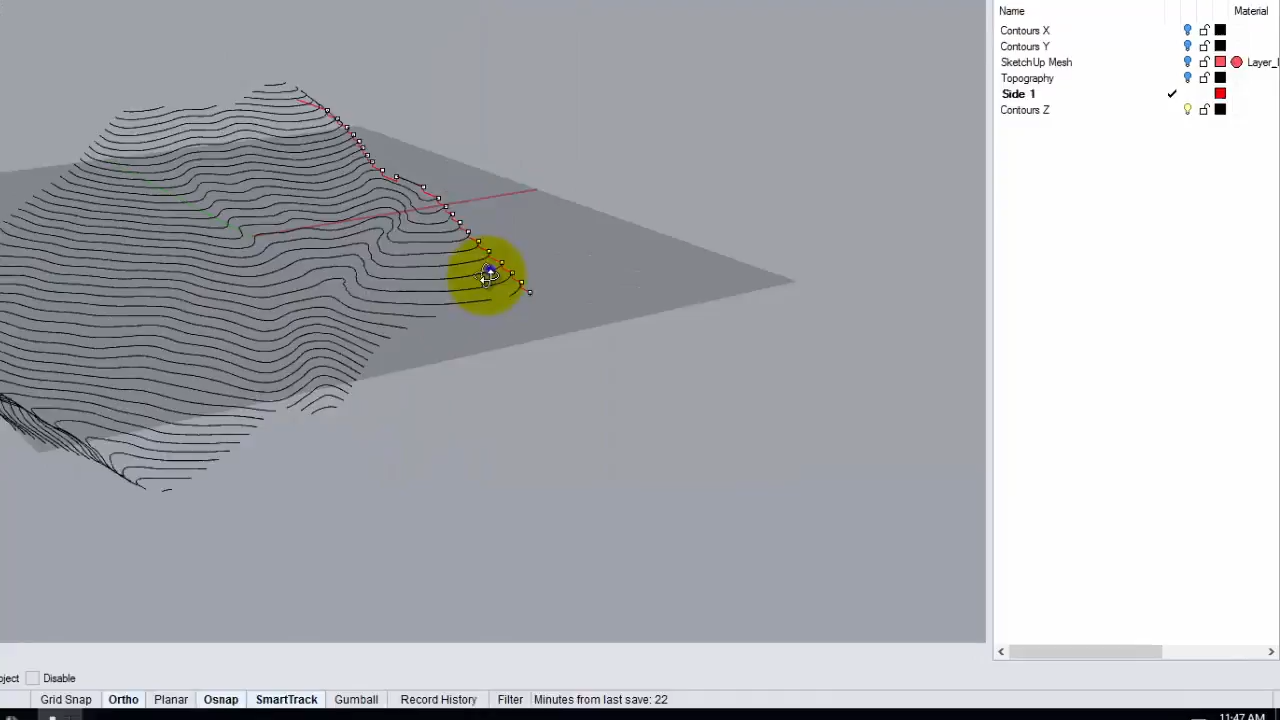 Name Material
Contours X
Contours Y
SketchUp Mesh Layer_
Topography
Side 1
Contours Z
oject Disable
Grid Snap Ortho Planar Osnap SmartTrack Gumball Record History Filter Minutes from last save: 22
11:47 AM